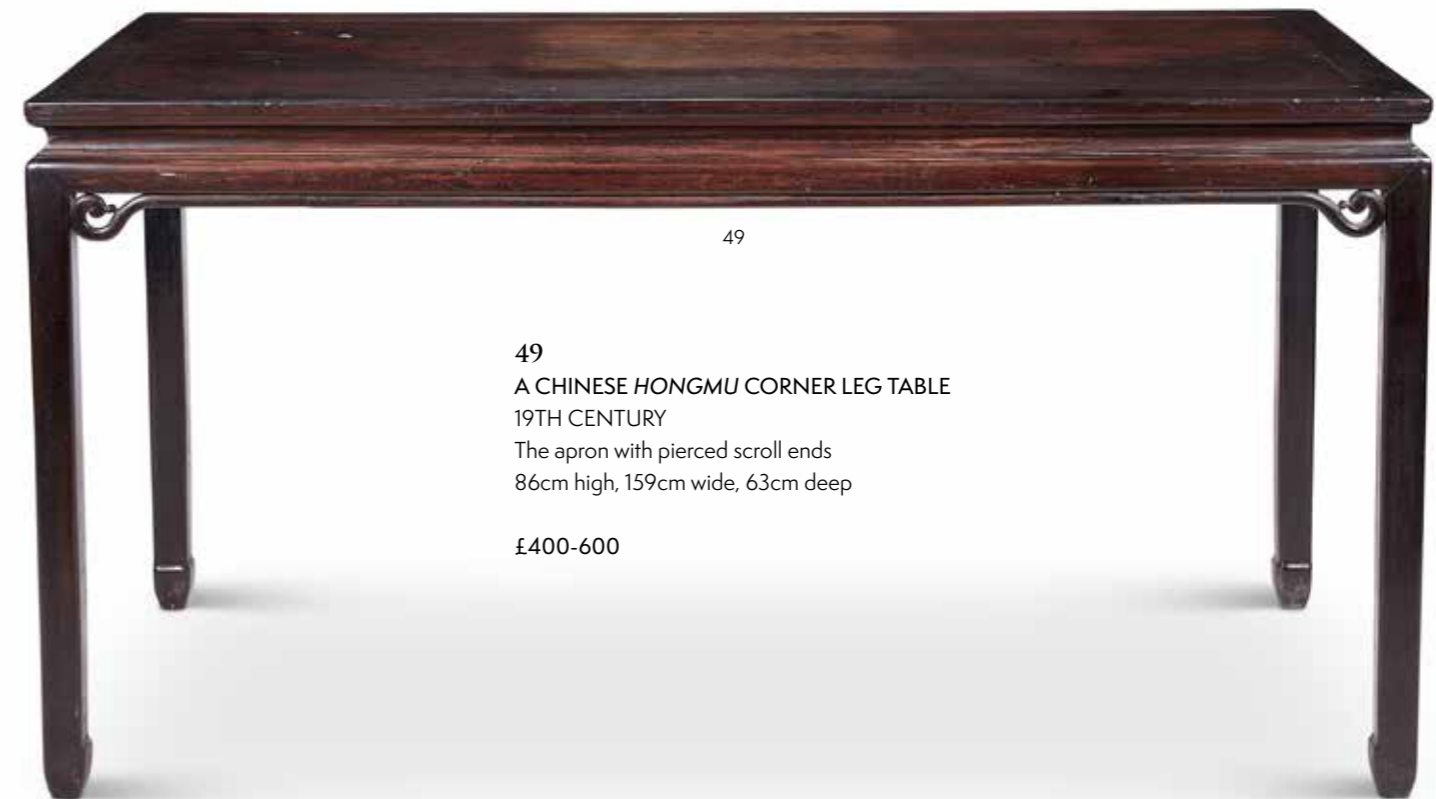 49
49
A CHINESE HONGMU CORNER LEG TABLE
19TH CENTURY
The apron with pierced scroll ends
86cm high, 159cm wide, 63cm deep
£400-600